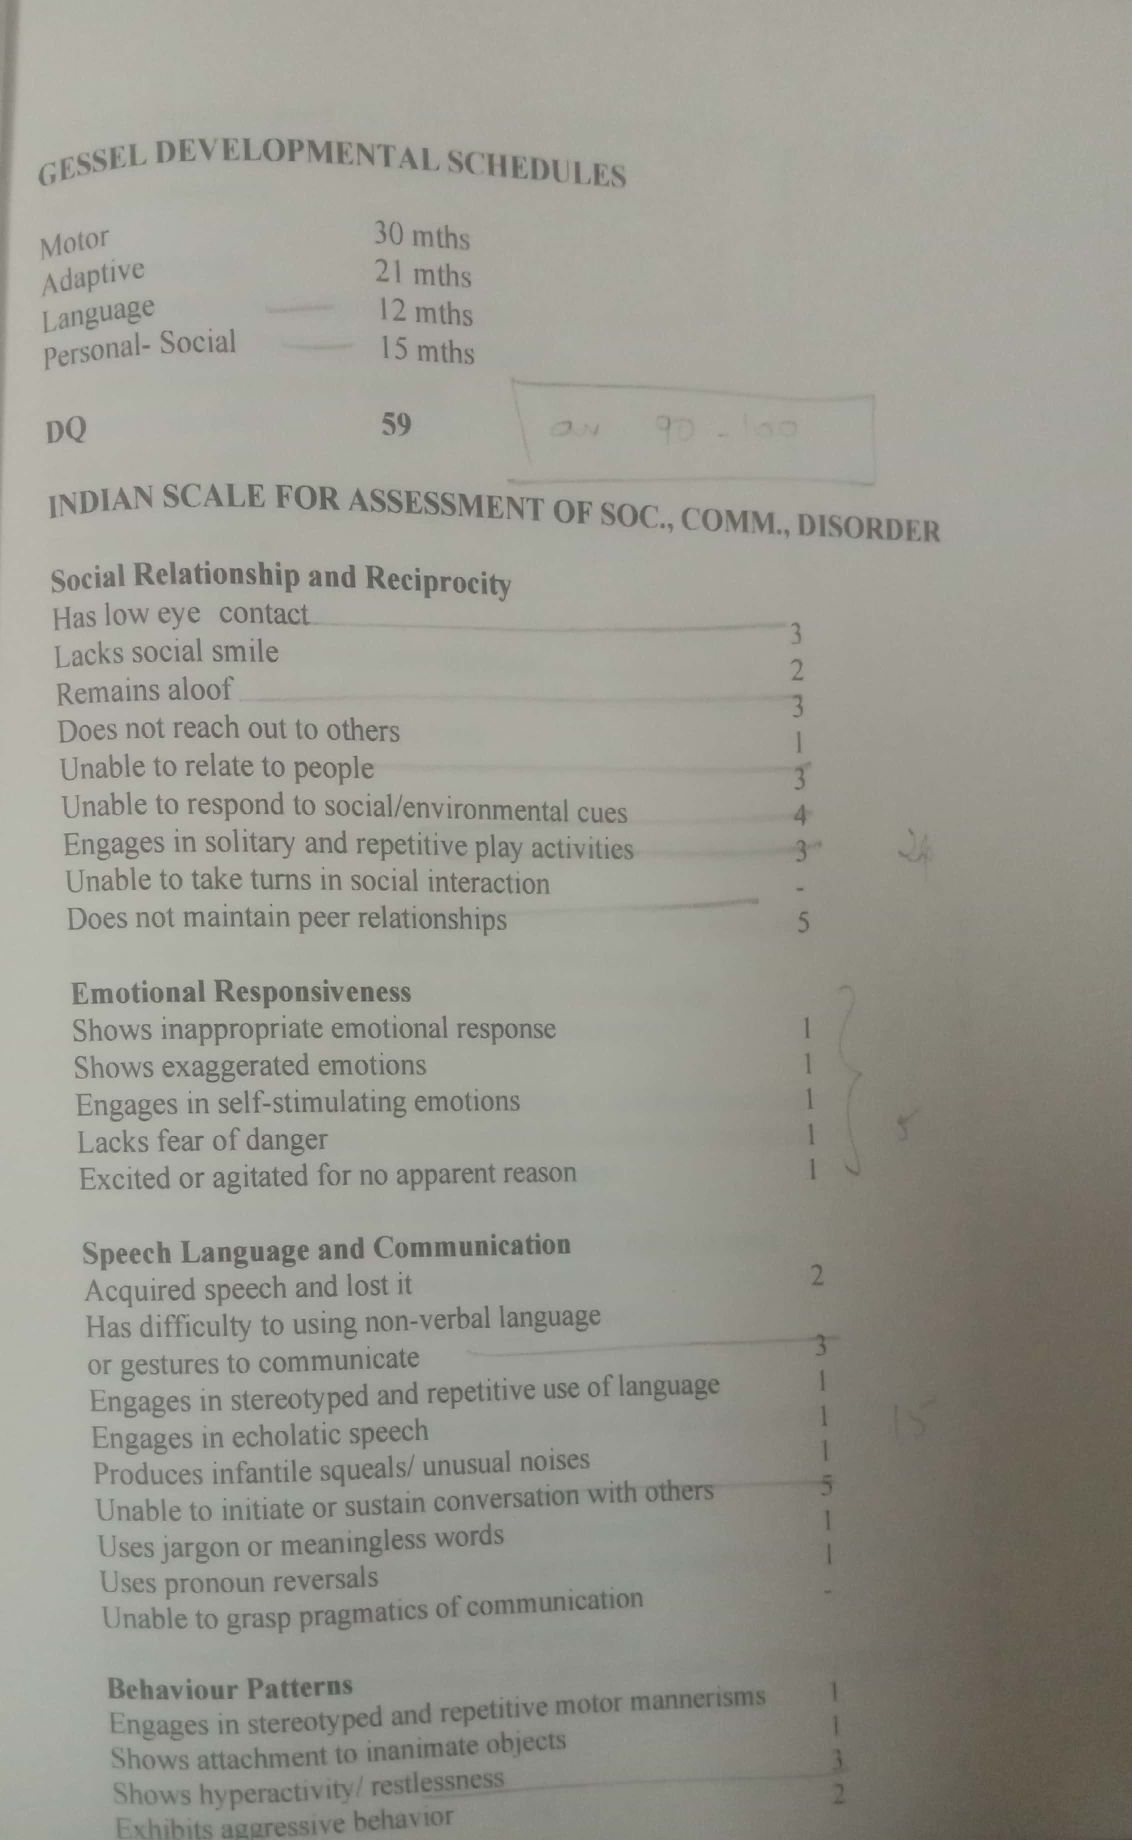 GESSEL DEVELOPMENTAL SCHEDULES
Motor 30 mths
Adaptive 21 mths
Language 12 mths
Personal- Social 15 mths
DQ 59 90 - 100
INDIAN SCALE FOR ASSESSMENT OF SOC., COMM., DISORDER
Social Relationship and Reciprocity
Has low eye contact 3
Lacks social smile 2
Remains aloof 3
Does not reach out to others 1
Unable to relate to people 3
Unable to respond to social/environmental cues 4
Engages in solitary and repetitive play activities 3 24
Unable to take turns in social interaction -
Does not maintain peer relationships 5
Emotional Responsiveness
Shows inappropriate emotional response 1
Shows exaggerated emotions 1
Engages in self-stimulating emotions 1
Lacks fear of danger 1 5
Excited or agitated for no apparent reason 1
Speech Language and Communication
Acquired speech and lost it 2
Has difficulty to using non-verbal language
or gestures to communicate 3
Engages in stereotyped and repetitive use of language 1
Engages in echolatic speech 1 15
Produces infantile squeals/ unusual noises 1
Unable to initiate or sustain conversation with others 5
Uses jargon or meaningless words 1
Uses pronoun reversals 1
Unable to grasp pragmatics of communication -
Behaviour Patterns
Engages in stereotyped and repetitive motor mannerisms 1
Shows attachment to inanimate objects 1
Shows hyperactivity/ restlessness 3
Exhibits aggressive behavior 2